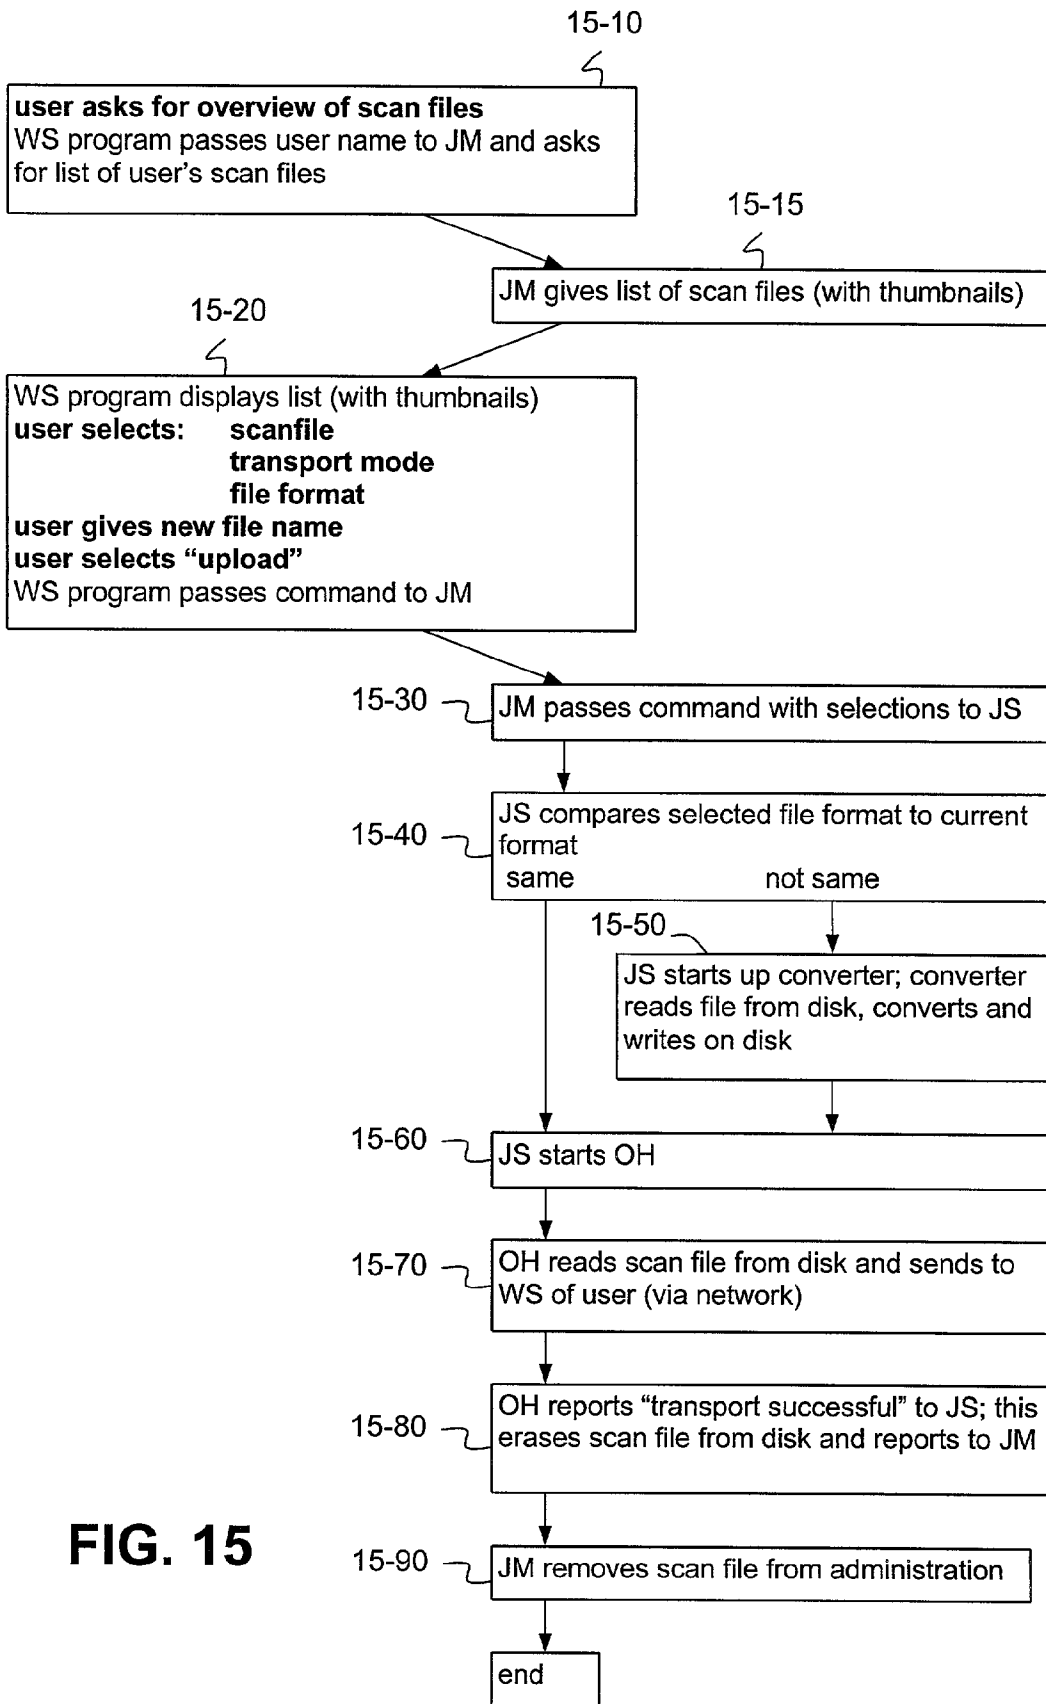 15-10
user asks for overview of scan files
WS program passes user name to JM and asks
for list of user's scan files
15-15
JM gives list of scan files (with thumbnails)
15-20
WS program displays list (with thumbnails)
user selects: scanfile
transport mode
file format
user gives new file name
user selects “upload”
WS program passes command to JM
15-30
JM passes command with selections to JS
15-40
JS compares selected file format to current
format
same not same
15-50
JS starts up converter; converter
reads file from disk, converts and
writes on disk
15-60
JS starts OH
15-70
OH reads scan file from disk and sends to
WS of user (via network)
15-80
OH reports “transport successful” to JS; this
erases scan file from disk and reports to JM
FIG. 15
15-90
JM removes scan file from administration
end